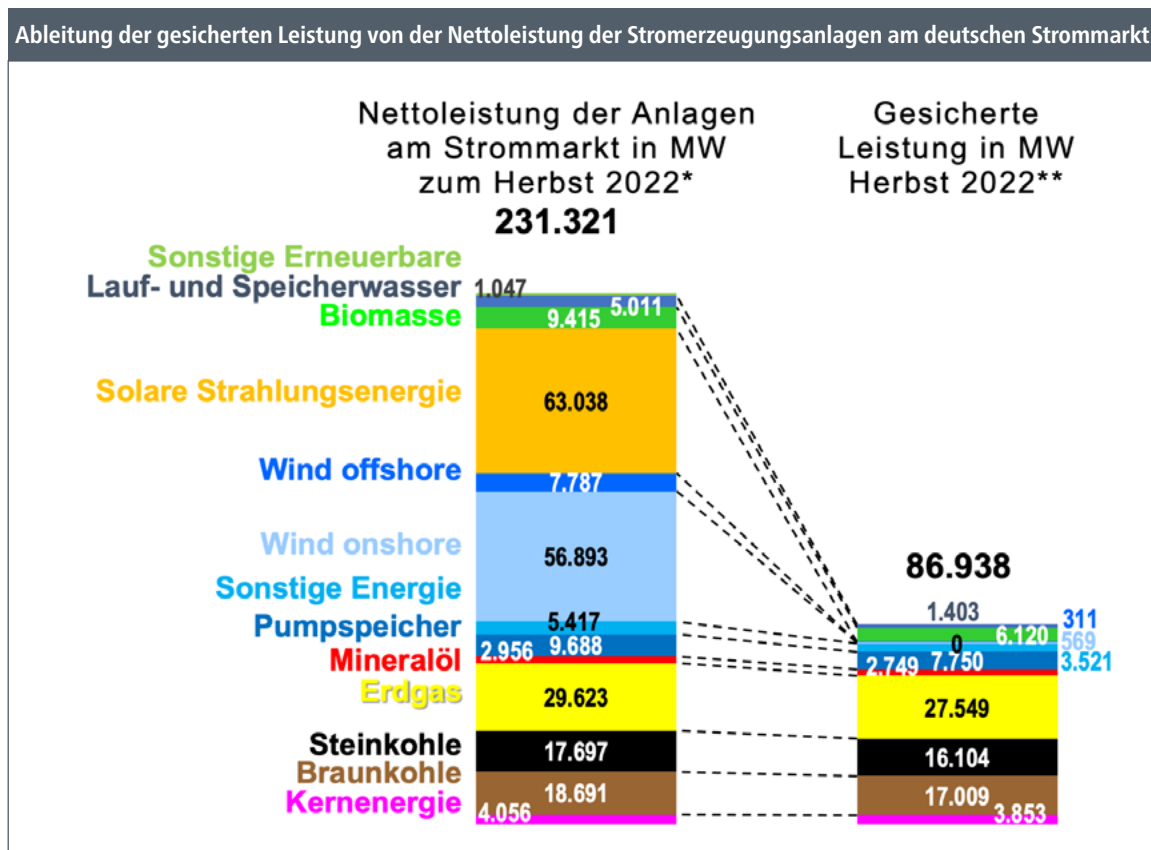 Ableitung der gesicherten Leistung von der Nettoleistung der Stromerzeugungsanlagen am deutschen Strommarkt
Nettoleistung der Anlagen
am Strommarkt in MW
zum Herbst 2022*
231.321
Gesicherte
Leistung in MW
Herbst 2022**
Sonstige Erneuerbare
Lauf- und Speicherwasser
1.047
5.011
Biomasse
9.415
Solare Strahlungsenergie
63.038
Wind offshore
7.787
Wind onshore
56.893
Sonstige Energie
5.417
Pumpspeicher
9.688
Mineralöl
2.956
Erdgas
29.623
Steinkohle
17.697
Braunkohle
18.691
Kernenergie
4.056
86.938
1.403
311
6.120
0
569
3.521
7.750
2.749
27.549
16.104
17.009
3.853